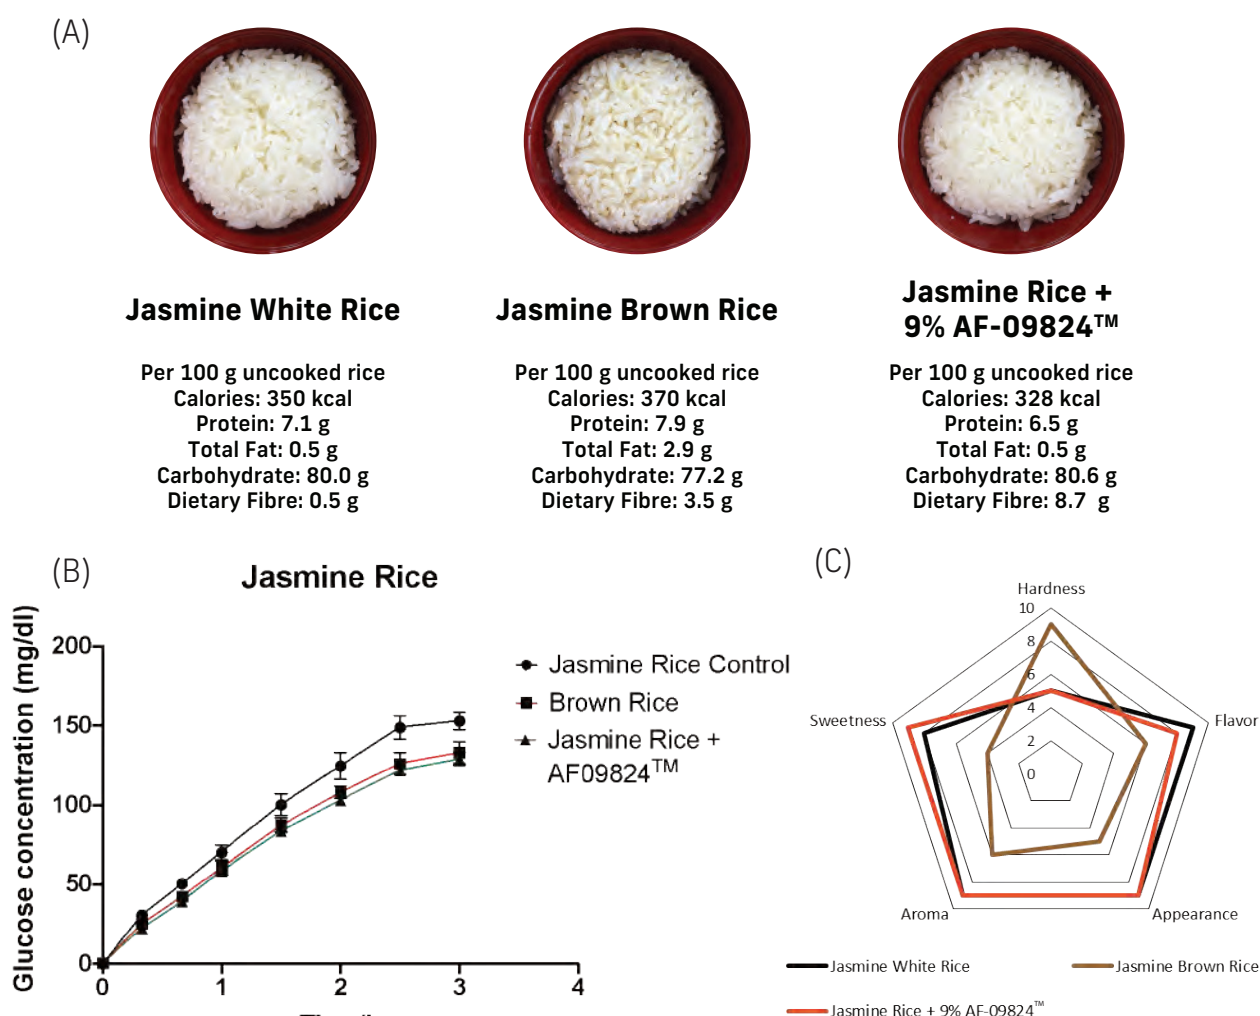 (A)
Jasmine White Rice
Per 100 g uncooked rice
Calories: 350 kcal
Protein: 7.1 g
Total Fat: 0.5 g
Carbohydrate: 80.0 g
Dietary Fibre: 0.5 g
Jasmine Brown Rice
Per 100 g uncooked rice
Calories: 370 kcal
Protein: 7.9 g
Total Fat: 2.9 g
Carbohydrate: 77.2 g
Dietary Fibre: 3.5 g
Jasmine Rice +
9% AF-09824™
Per 100 g uncooked rice
Calories: 328 kcal
Protein: 6.5 g
Total Fat: 0.5 g
Carbohydrate: 80.6 g
Dietary Fibre: 8.7 g
(B)
Jasmine Rice
Glucose concentration (mg/dl)
200
150
100
50
0
0
1
2
3
4
Jasmine Rice Control
Brown Rice
Jasmine Rice +
AF09824™
(C)
Hardness
10
8
6
4
2
0
Sweetness
Flavor
Aroma
Appearance
Jasmine White Rice
Jasmine Brown Rice
Jasmine Rice + 9% AF-09824™